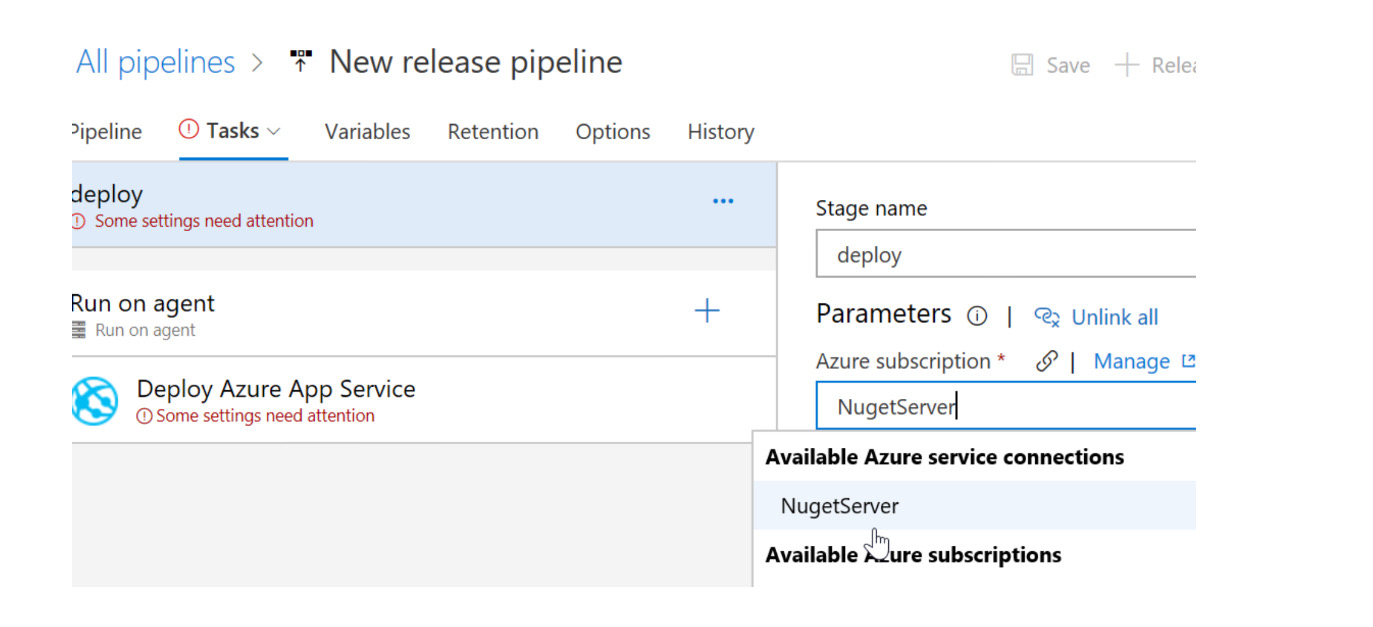 All pipelines > New release pipeline
Save + Relea
Pipeline Tasks Variables Retention Options History
deploy
Some settings need attention
Run on agent
Run on agent
Deploy Azure App Service
Some settings need attention
Stage name
deploy
Parameters | Unlink all
Azure subscription * | Manage
NugetServer
Available Azure service connections
NugetServer
Available Azure subscriptions